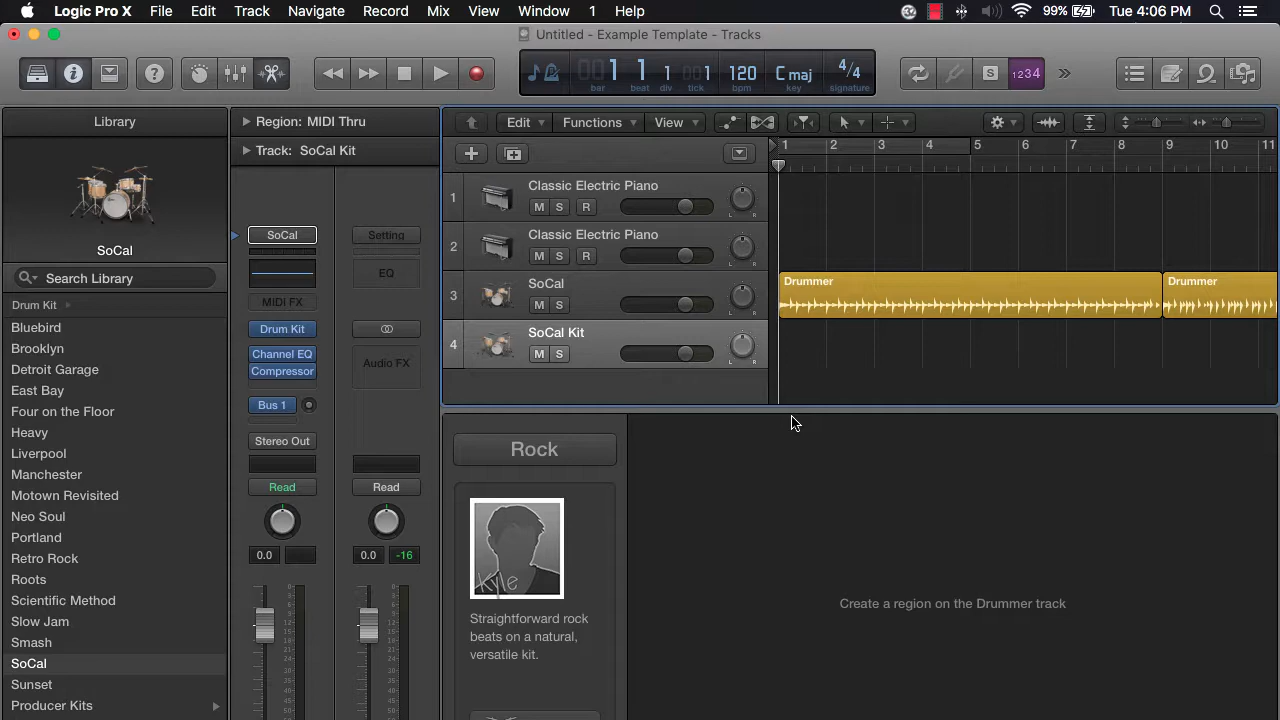 Logic Pro X File Edit Track Navigate Record Mix View Window 1 Help 99% Tue 4:06 PM
Untitled - Example Template - Tracks
001 1 1 001 120 C maj 4/4
bar beat div tick bpm key signature
S 1234
Library
Region: MIDI Thru
Edit Functions View
1 2 3 4 5 6 7 8 9 10 11
Track: SoCal Kit
1 Classic Electric Piano
M S R L R
2 Classic Electric Piano
M S R L R
3 SoCal
M S L R
Drummer Drummer
4 SoCal Kit
M S L R
SoCal
Search Library
Drum Kit
Bluebird
Brooklyn
Detroit Garage
East Bay
Four on the Floor
Heavy
Liverpool
Manchester
Motown Revisited
Neo Soul
Portland
Retro Rock
Roots
Scientific Method
Slow Jam
Smash
SoCal
Sunset
Producer Kits
SoCal Setting
EQ
MIDI FX
Drum Kit
Channel EQ Audio FX
Compressor
Bus 1
Stereo Out
Read Read
0.0 0.0 -16
Rock
Kyle
Straightforward rock
beats on a natural,
versatile kit.
Create a region on the Drummer track